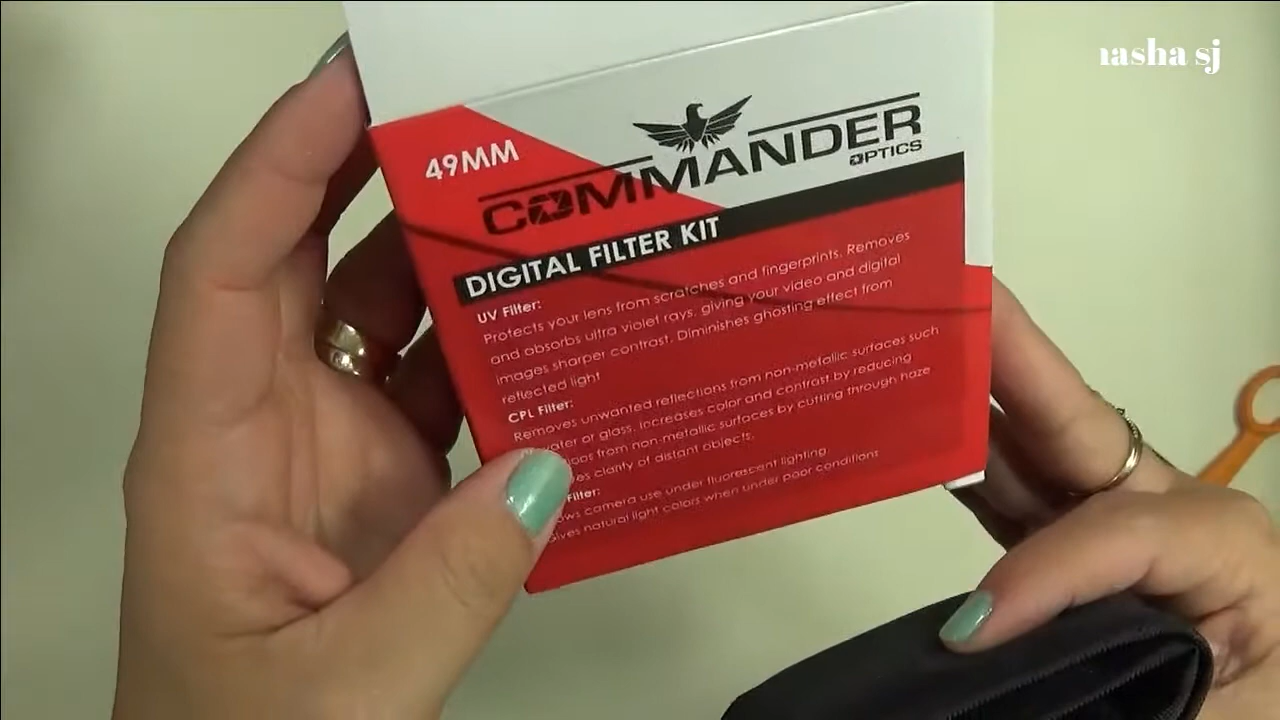 nasha sj
49MM
COMMANDER
OPTICS
DIGITAL FILTER KIT
UV Filter:
Protects your lens from scratches and fingerprints. Removes
and absorbs ultra violet rays, giving your video and digital
images sharper contrast. Diminishes ghosting effect from
reflected light
CPL Filter:
Removes unwanted reflections from non-metallic surfaces such
water or glass, increases color and contrast by reducing
from non-metallic surfaces by cutting through haze
clarity of distant objects.
Filter:
camera use under fluorescent lighting
Gives natural light colors when under poor conditions